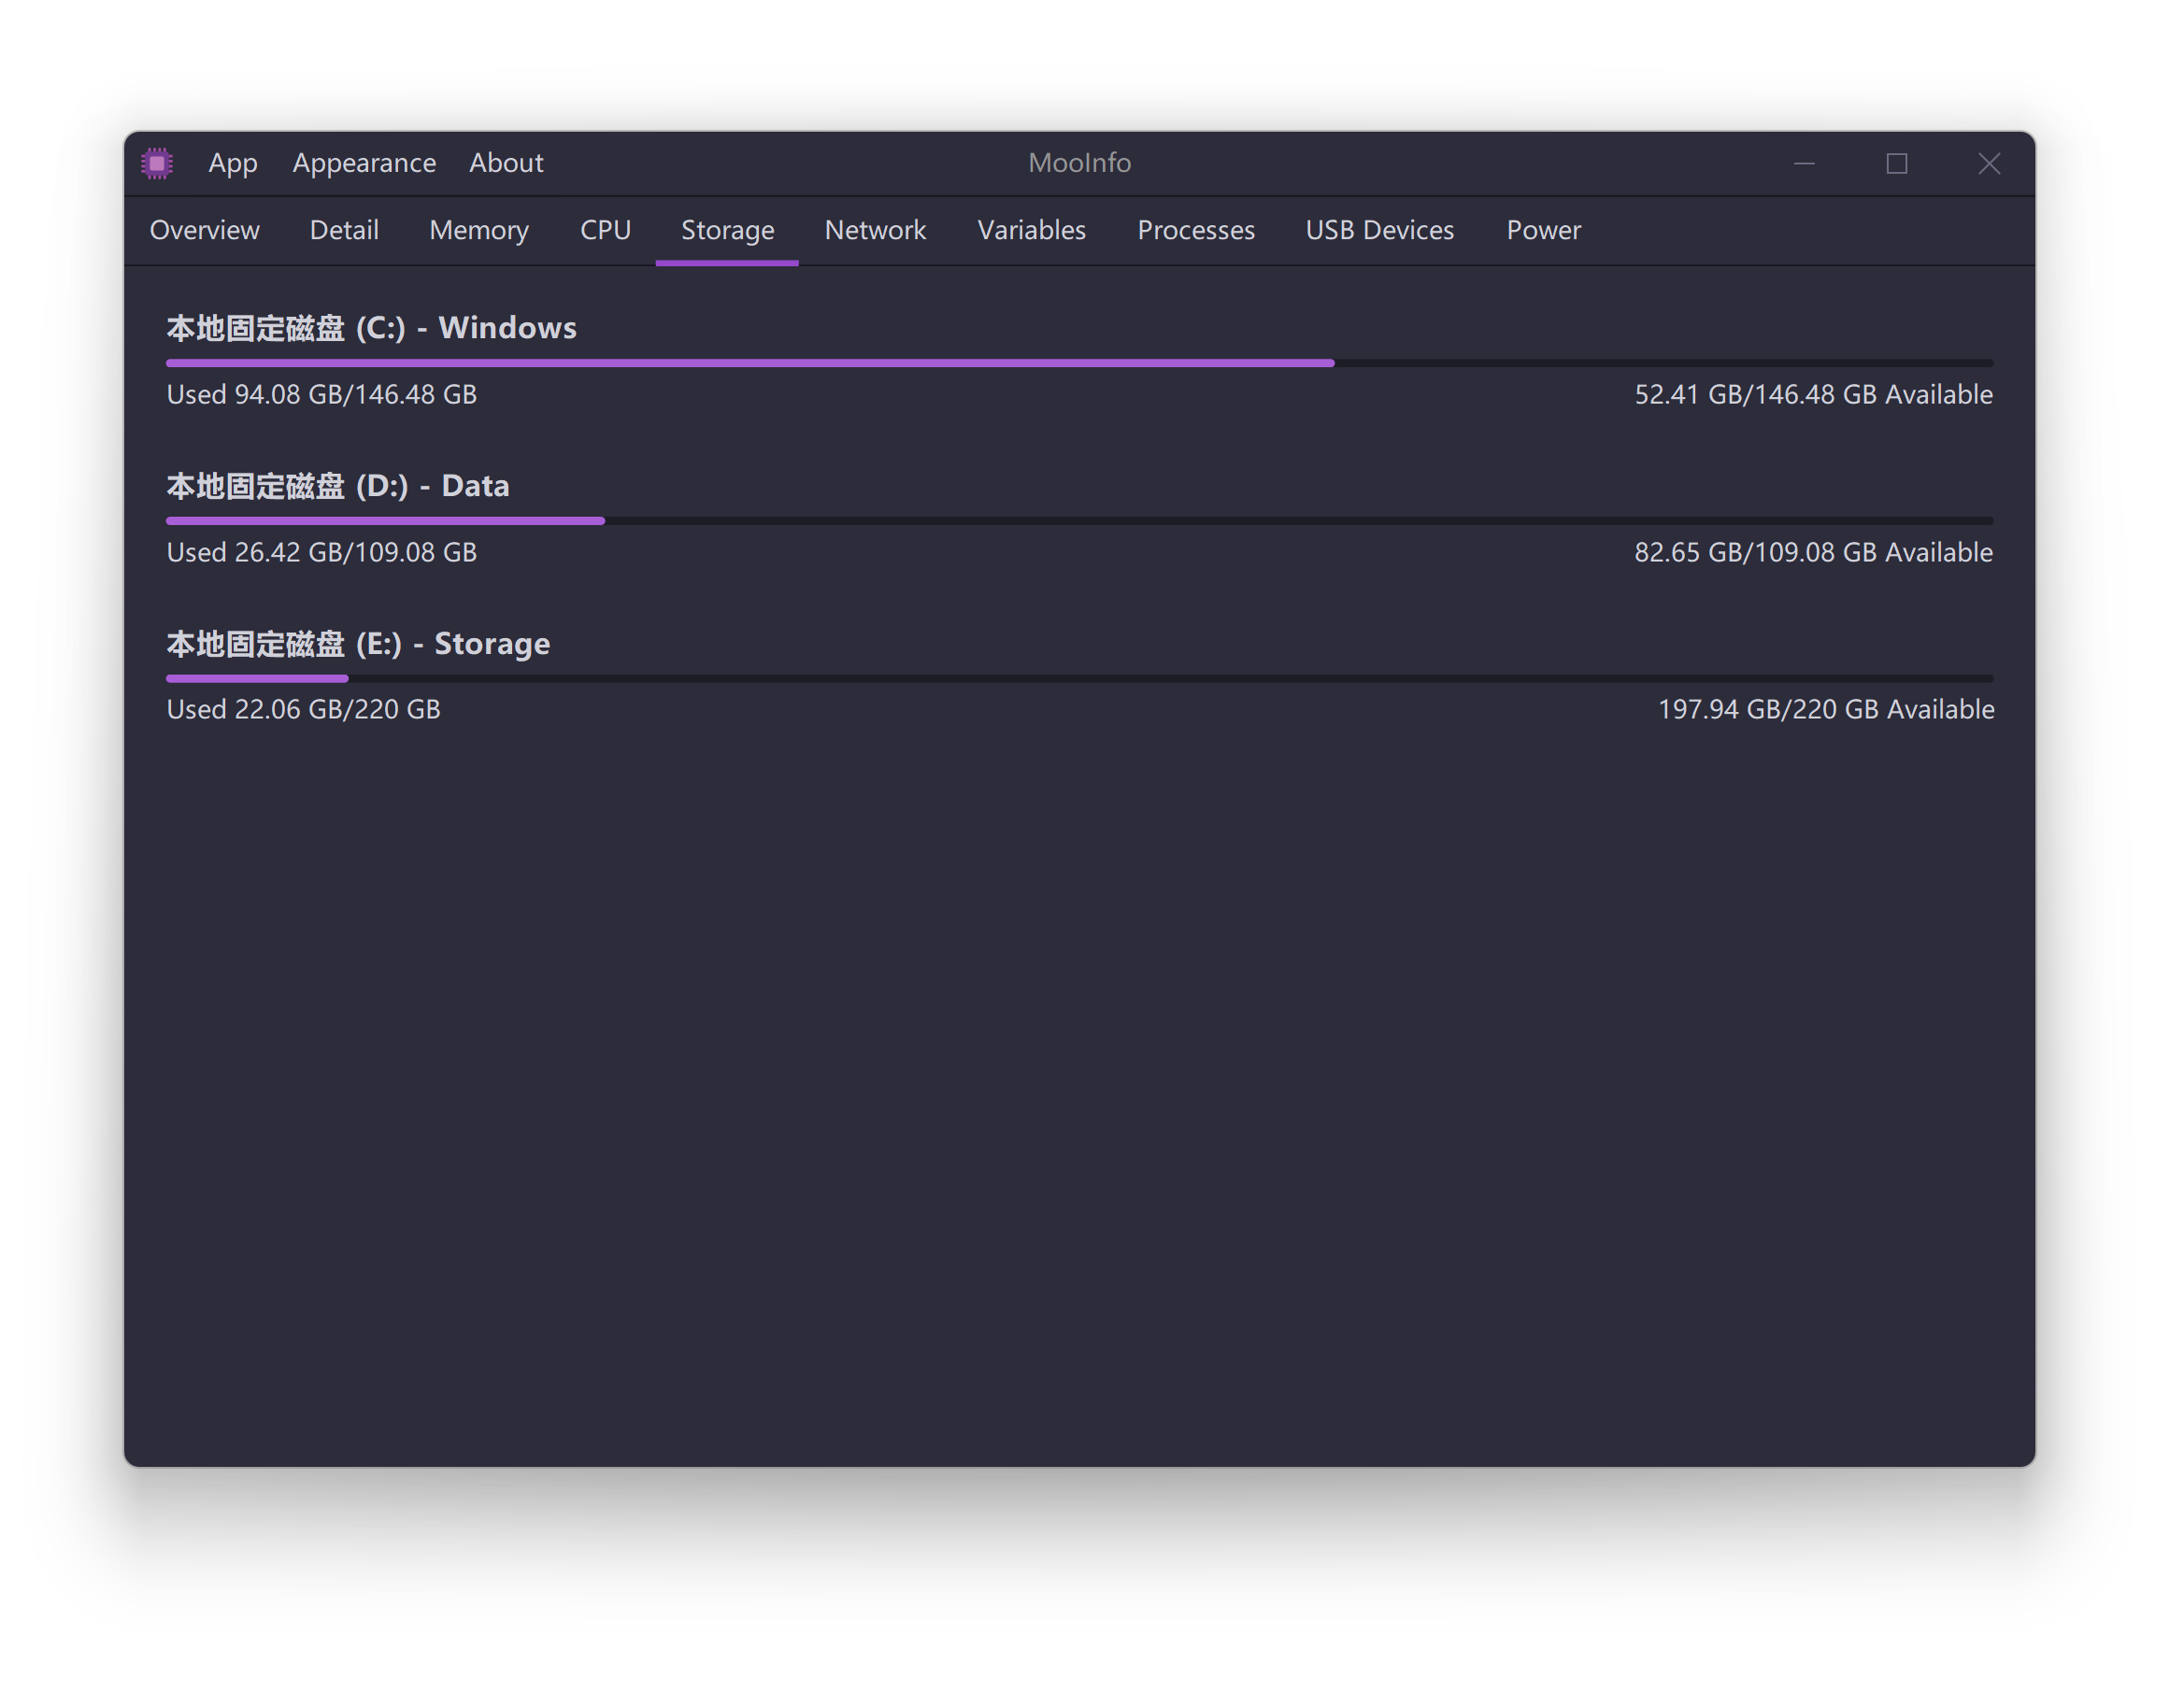 App Appearance About MooInfo
Overview Detail Memory CPU Storage Network Variables Processes USB Devices Power
本地固定磁盘 (C:) - Windows
Used 94.08 GB/146.48 GB 52.41 GB/146.48 GB Available
本地固定磁盘 (D:) - Data
Used 26.42 GB/109.08 GB 82.65 GB/109.08 GB Available
本地固定磁盘 (E:) - Storage
Used 22.06 GB/220 GB 197.94 GB/220 GB Available